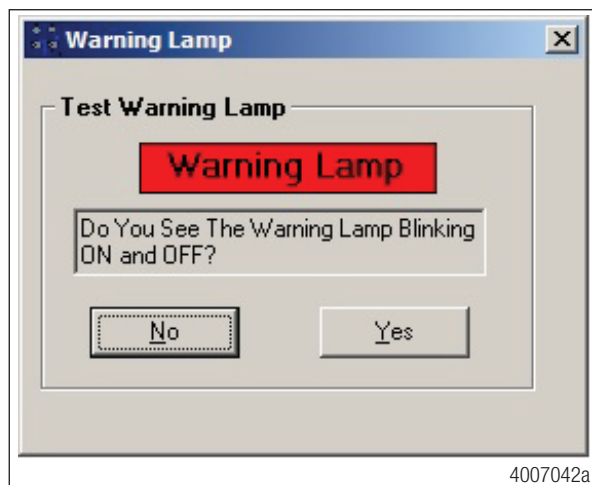 Warning Lamp
Test Warning Lamp
Warning Lamp
Do You See The Warning Lamp Blinking
ON and OFF?
No
Yes
4007042a